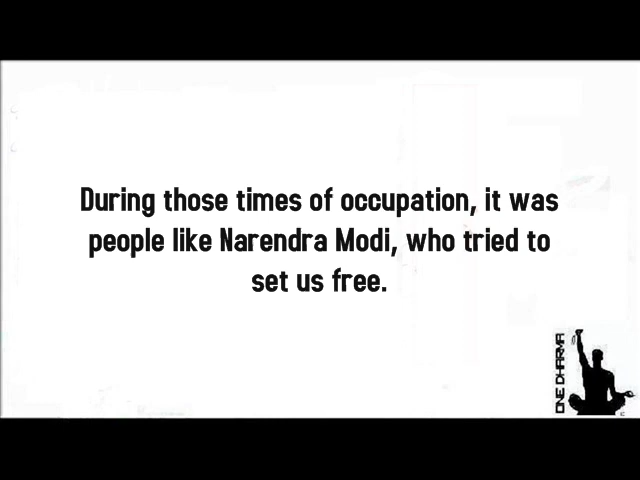 During those times of occupation, it was
people like Narendra Modi, who tried to
set us free.
ONE DHARMA